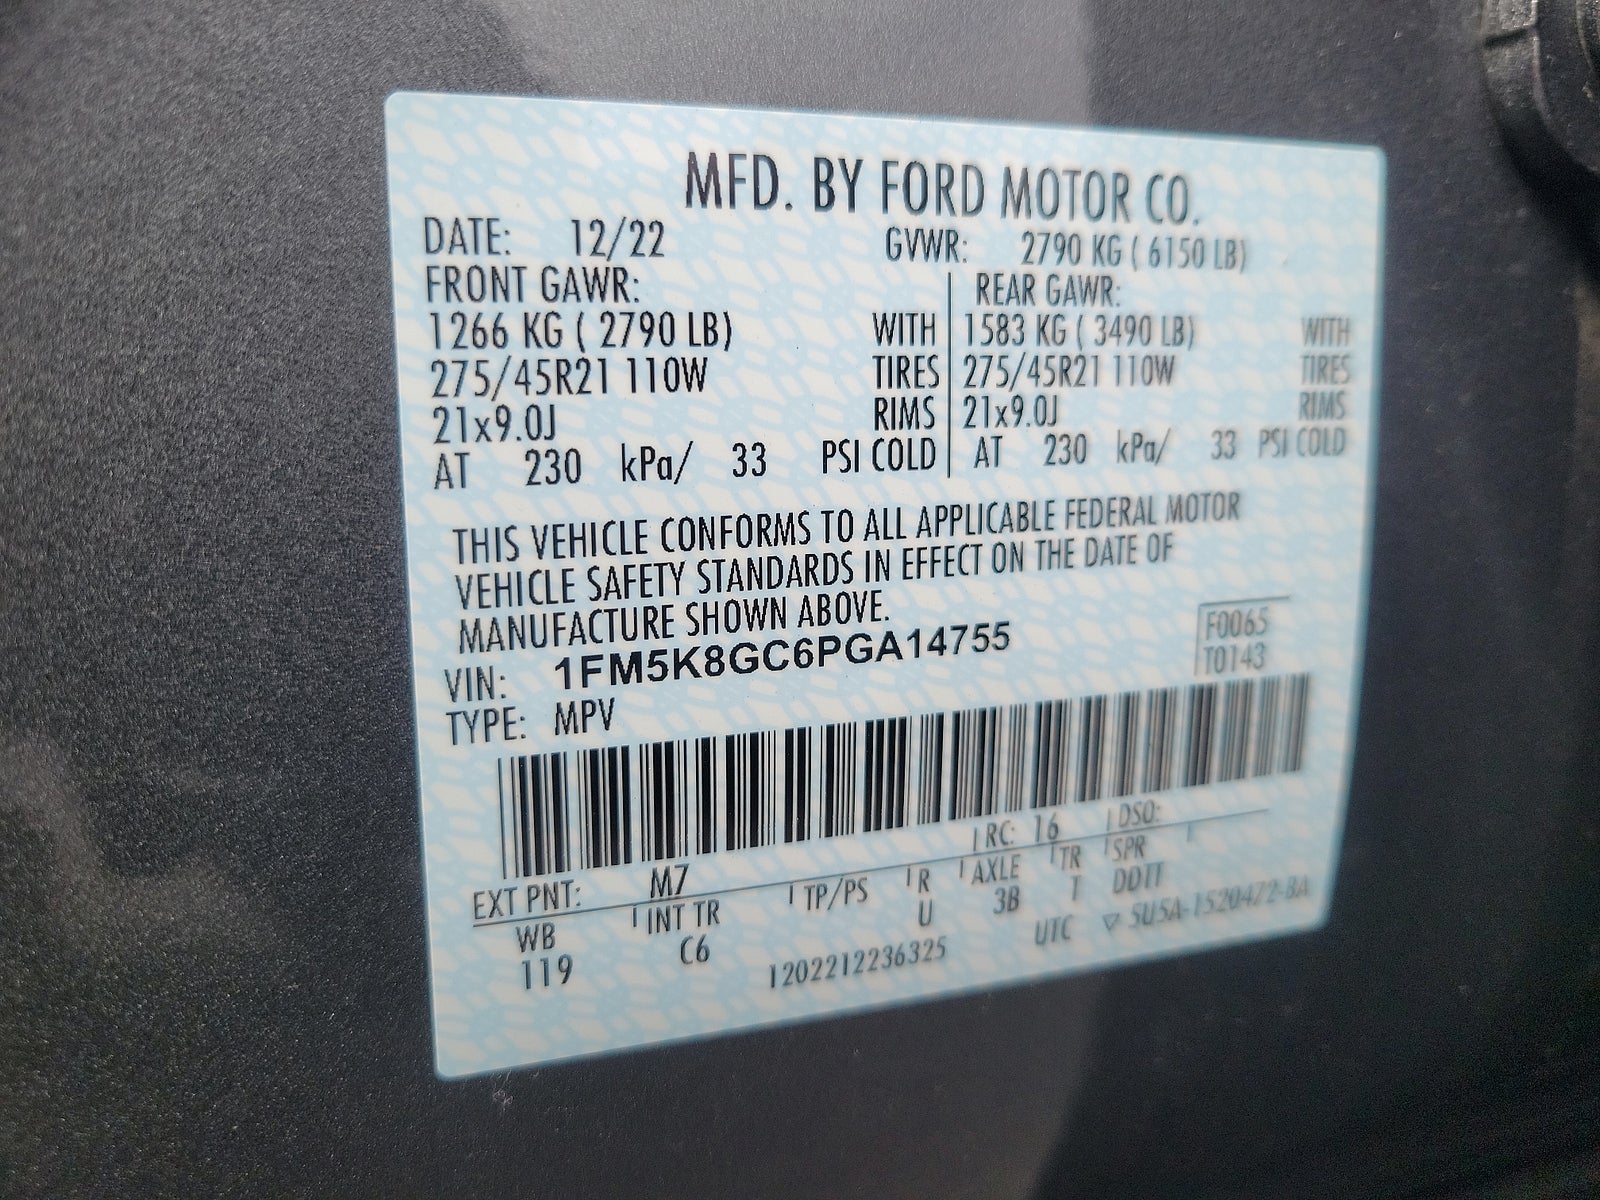 MFD. BY FORD MOTOR CO.
DATE: 12/22 GVWR: 2790 KG ( 6150 LB)
FRONT GAWR: REAR GAWR:
1266 KG ( 2790 LB) WITH 1583 KG ( 3490 LB) WITH
275/45R21 110W TIRES 275/45R21 110W TIRES
21x9.0J RIMS 21x9.0J RIMS
AT 230 kPa/ 33 PSI COLD AT 230 kPa/ 33 PSI COLD
THIS VEHICLE CONFORMS TO ALL APPLICABLE FEDERAL MOTOR
VEHICLE SAFETY STANDARDS IN EFFECT ON THE DATE OF
MANUFACTURE SHOWN ABOVE.
F0065
T0143
VIN: 1FM5K8GC6PGA14755
TYPE: MPV
EXT PNT: M7 RC: 16 DSO:
WB INT TR TP/PS R AXLE TR SPR
119 C6 U 3B T DDTT
1202212236325 UTC ▽ 5U5A-1520472-BA